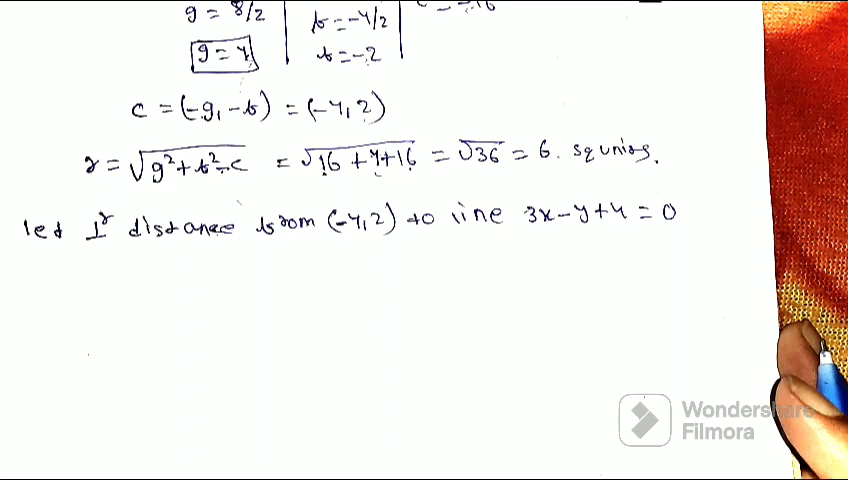 g = 8/2
f = -4/2
c = -16
g = 4
f = -2
c = (-g, -f) = (-4, 2)
r = √g²+f²-c = √16+4+16 = √36 = 6. sq units.
let ⊥r distance from (-4, 2) to line 3x-y+4 = 0
Wondershare
Filmora